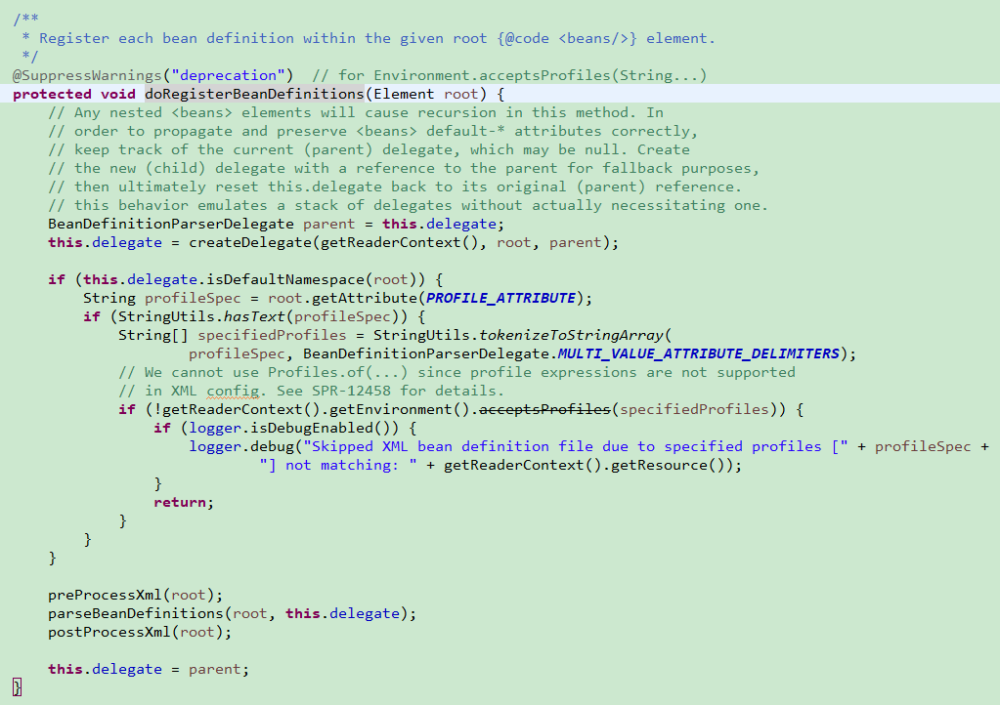 /**
 * Register each bean definition within the given root {@code <beans/>} element.
 */
@SuppressWarnings("deprecation")  // for Environment.acceptsProfiles(String...)
protected void doRegisterBeanDefinitions(Element root) {
    // Any nested <beans> elements will cause recursion in this method. In
    // order to propagate and preserve <beans> default-* attributes correctly,
    // keep track of the current (parent) delegate, which may be null. Create
    // the new (child) delegate with a reference to the parent for fallback purposes,
    // then ultimately reset this.delegate back to its original (parent) reference.
    // this behavior emulates a stack of delegates without actually necessitating one.
    BeanDefinitionParserDelegate parent = this.delegate;
    this.delegate = createDelegate(getReaderContext(), root, parent);

    if (this.delegate.isDefaultNamespace(root)) {
        String profileSpec = root.getAttribute(PROFILE_ATTRIBUTE);
        if (StringUtils.hasText(profileSpec)) {
            String[] specifiedProfiles = StringUtils.tokenizeToStringArray(
                    profileSpec, BeanDefinitionParserDelegate.MULTI_VALUE_ATTRIBUTE_DELIMITERS);
            // We cannot use Profiles.of(...) since profile expressions are not supported
            // in XML config. See SPR-12458 for details.
            if (!getReaderContext().getEnvironment().acceptsProfiles(specifiedProfiles)) {
                if (logger.isDebugEnabled()) {
                    logger.debug("Skipped XML bean definition file due to specified profiles [" + profileSpec +
                            "] not matching: " + getReaderContext().getResource());
                }
                return;
            }
        }
    }

    preProcessXml(root);
    parseBeanDefinitions(root, this.delegate);
    postProcessXml(root);

    this.delegate = parent;
}